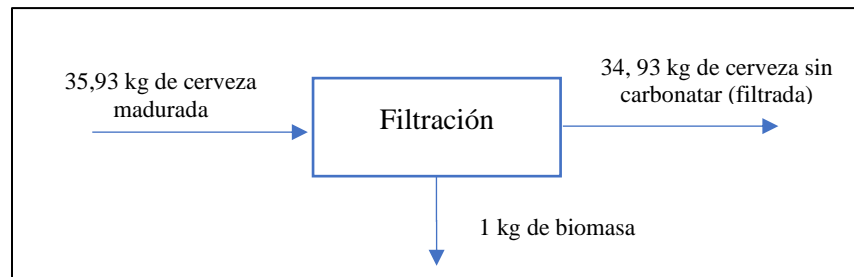 35,93 kg de cerveza
madurada
Filtración
34, 93 kg de cerveza sin
carbonatar (filtrada)
1 kg de biomasa